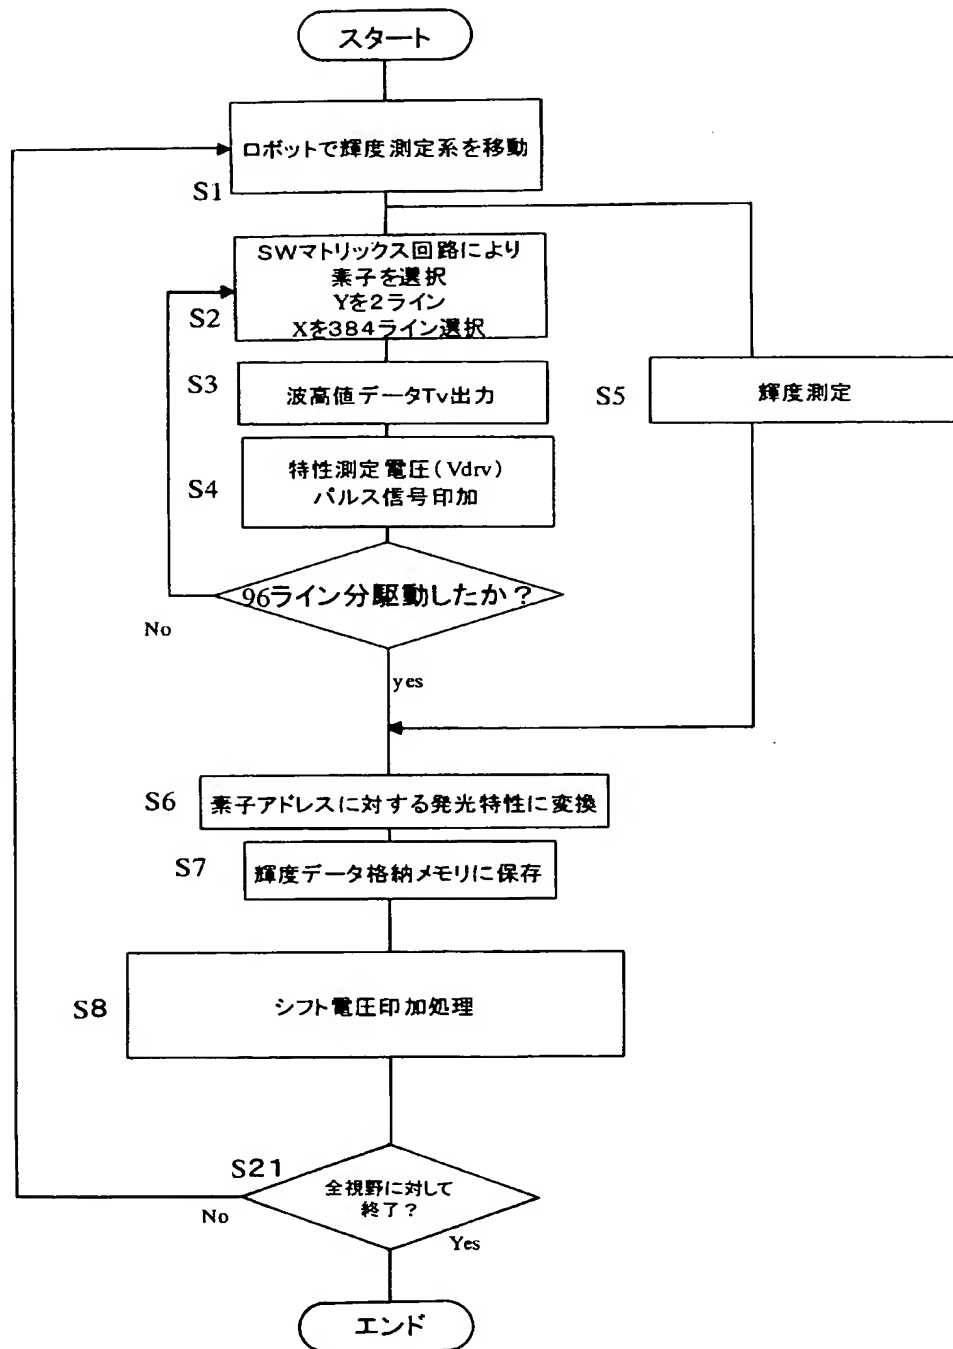 スタート
ロボットで輝度測定系を移動
S1
SWマトリックス回路により
素子を選択
Yを2ライン
Xを384ライン選択
S2
S3
波高値データTv出力
S5
輝度測定
S4
特性測定電圧(Vdrv)
パルス信号印加
96ライン分駆動したか?
No
yes
S6
素子アドレスに対する発光特性に変換
S7
輝度データ格納メモリに保存
S8
シフト電圧印加処理
S21
全視野に対して
終了?
No
Yes
エンド